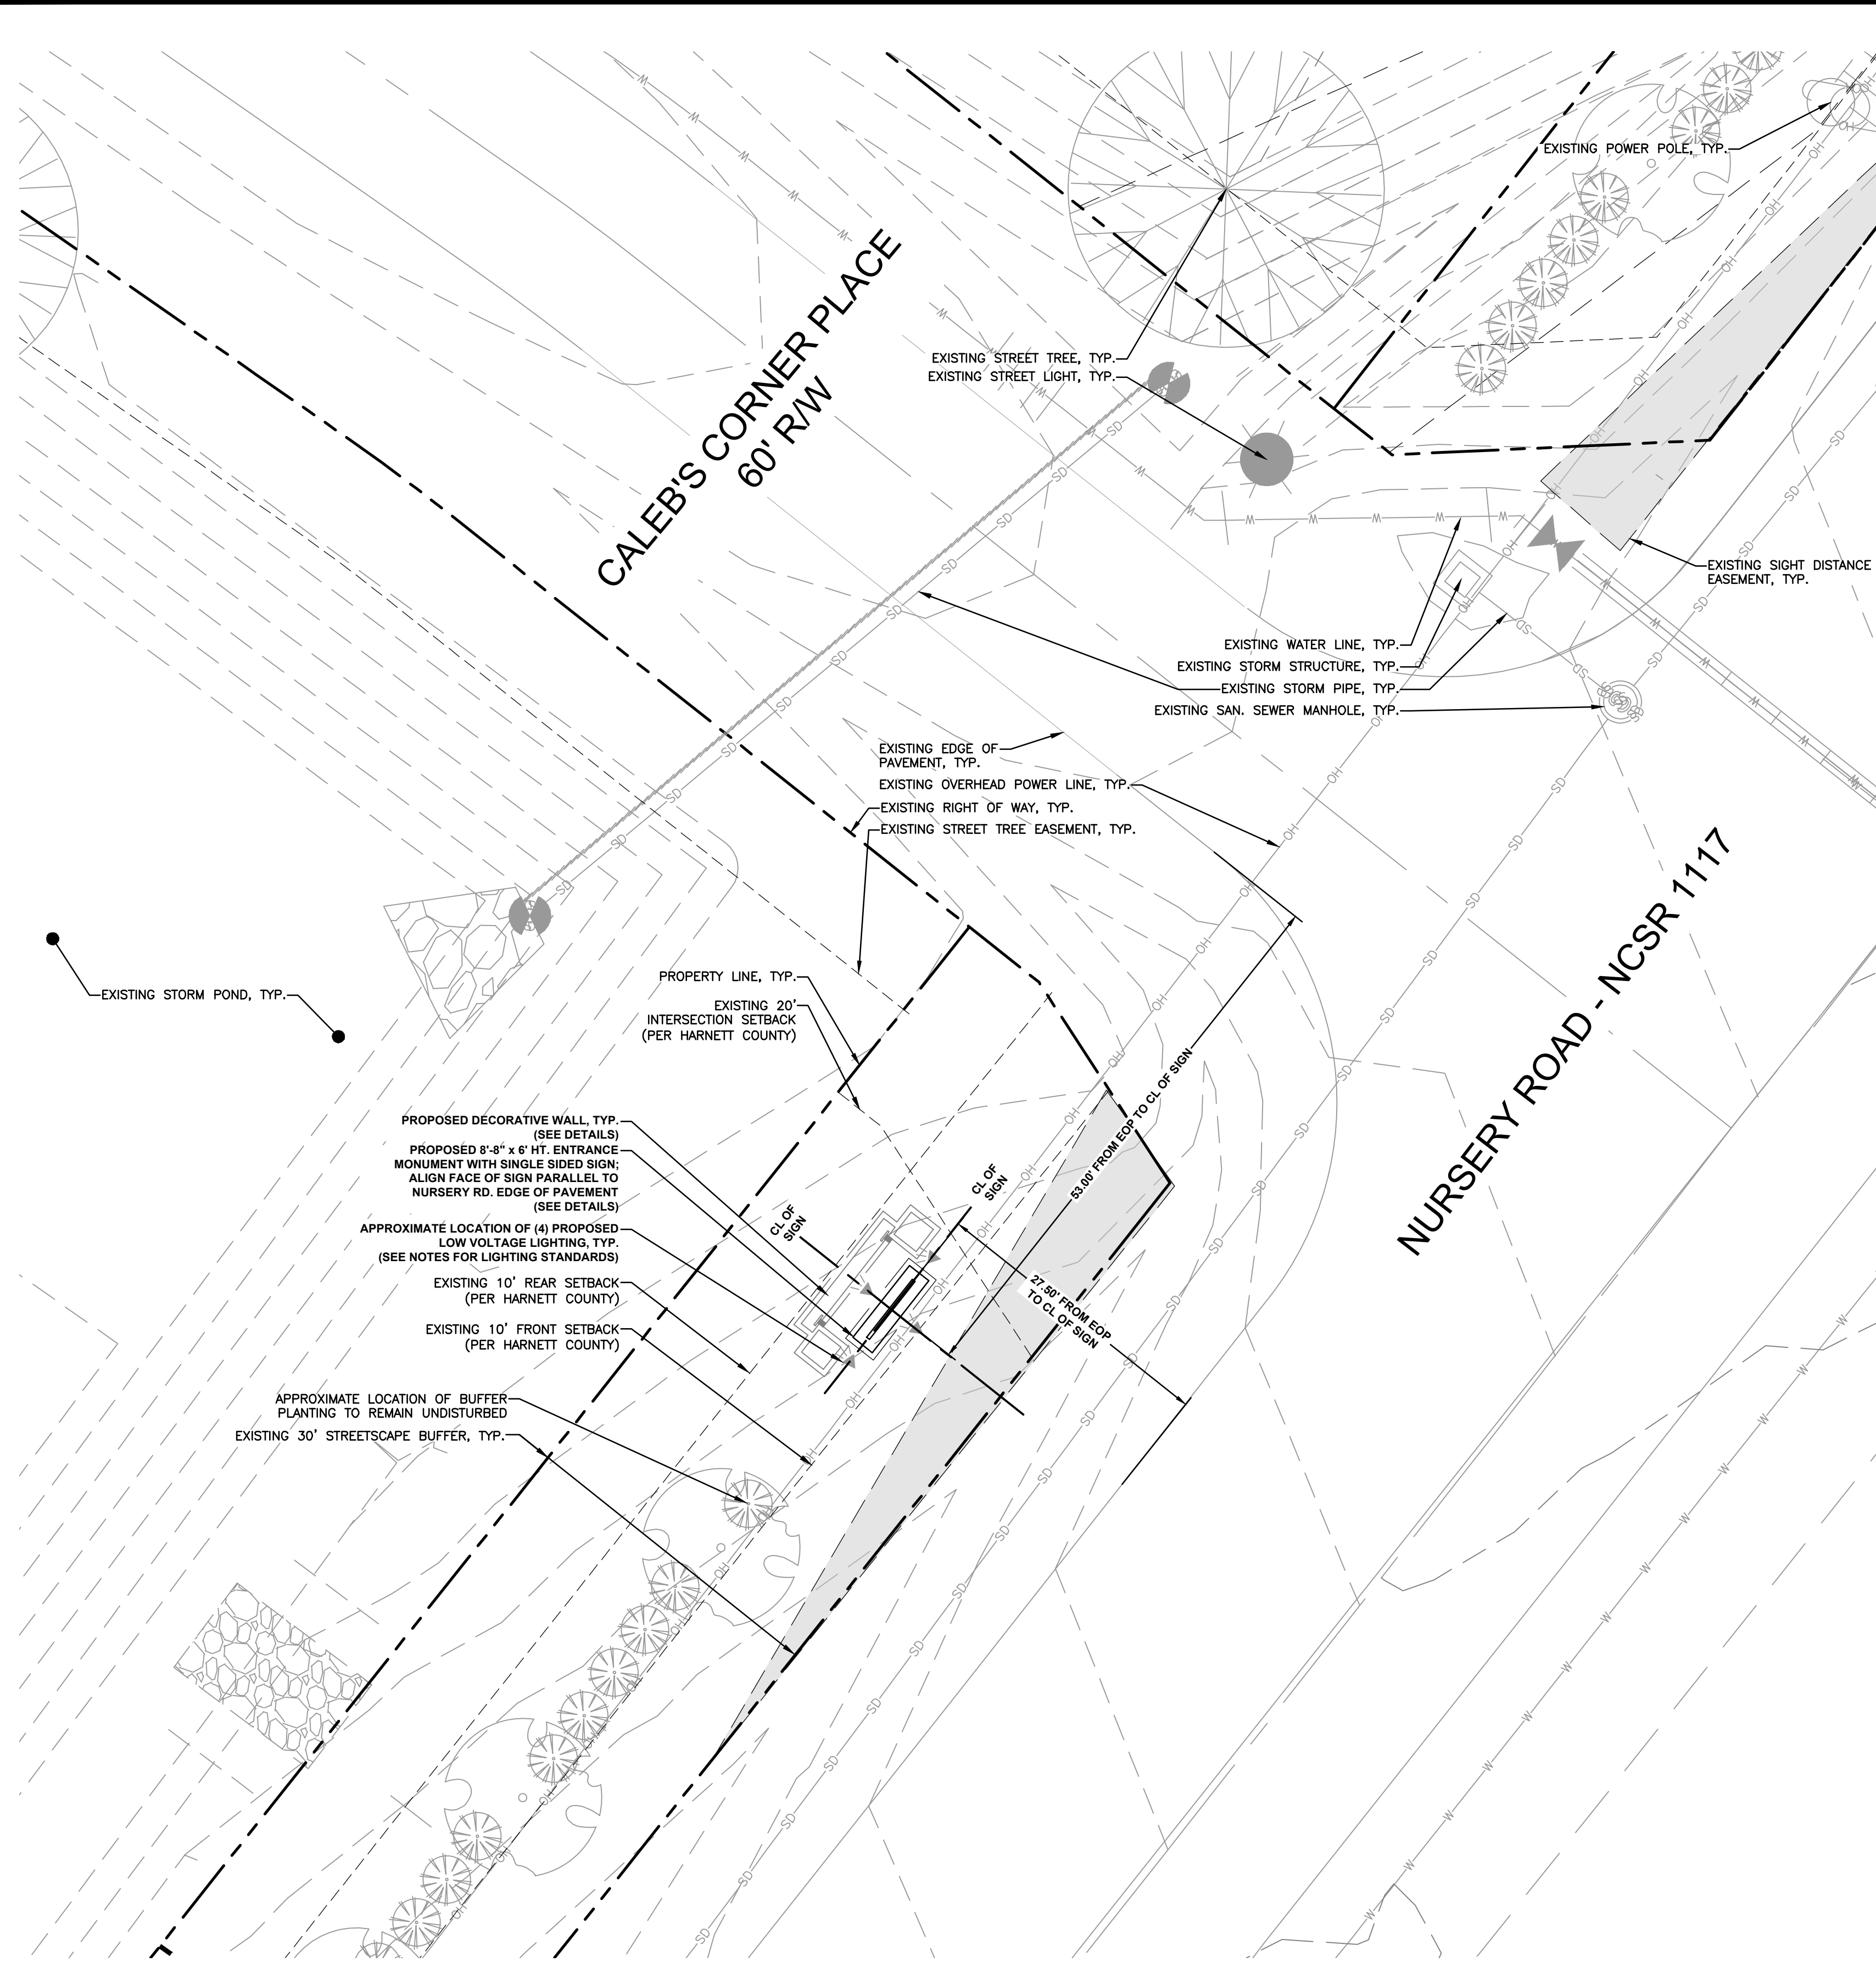 EXISTING POWER POLE, TYP.
CALEB'S CORNER PLACE
60' R/W
EXISTING STREET TREE, TYP.
EXISTING STREET LIGHT, TYP.
EXISTING SIGHT DISTANCE
EASEMENT, TYP.
EXISTING WATER LINE, TYP.
EXISTING STORM STRUCTURE, TYP.
EXISTING STORM PIPE, TYP.
EXISTING SAN. SEWER MANHOLE, TYP.
EXISTING EDGE OF
PAVEMENT, TYP.
EXISTING OVERHEAD POWER LINE, TYP.
EXISTING RIGHT OF WAY, TYP.
EXISTING STREET TREE EASEMENT, TYP.
NURSERY ROAD - NCSR 1117
PROPERTY LINE, TYP.
EXISTING STORM POND, TYP.
EXISTING 20'
INTERSECTION SETBACK
(PER HARNETT COUNTY)
PROPOSED DECORATIVE WALL, TYP.
(SEE DETAILS)
PROPOSED 8'-8" x 6' HT. ENTRANCE
MONUMENT WITH SINGLE SIDED SIGN;
ALIGN FACE OF SIGN PARALLEL TO
NURSERY RD. EDGE OF PAVEMENT
(SEE DETAILS)
APPROXIMATE LOCATION OF (4) PROPOSED
LOW VOLTAGE LIGHTING, TYP.
(SEE NOTES FOR LIGHTING STANDARDS)
CL OF
SIGN
CL OF
SIGN
53.00' FROM EOP TO CL OF SIGN
27.50' FROM EOP
TO CL OF SIGN
EXISTING 10' REAR SETBACK
(PER HARNETT COUNTY)
EXISTING 10' FRONT SETBACK
(PER HARNETT COUNTY)
APPROXIMATE LOCATION OF BUFFER
PLANTING TO REMAIN UNDISTURBED
EXISTING 30' STREETSCAPE BUFFER, TYP.